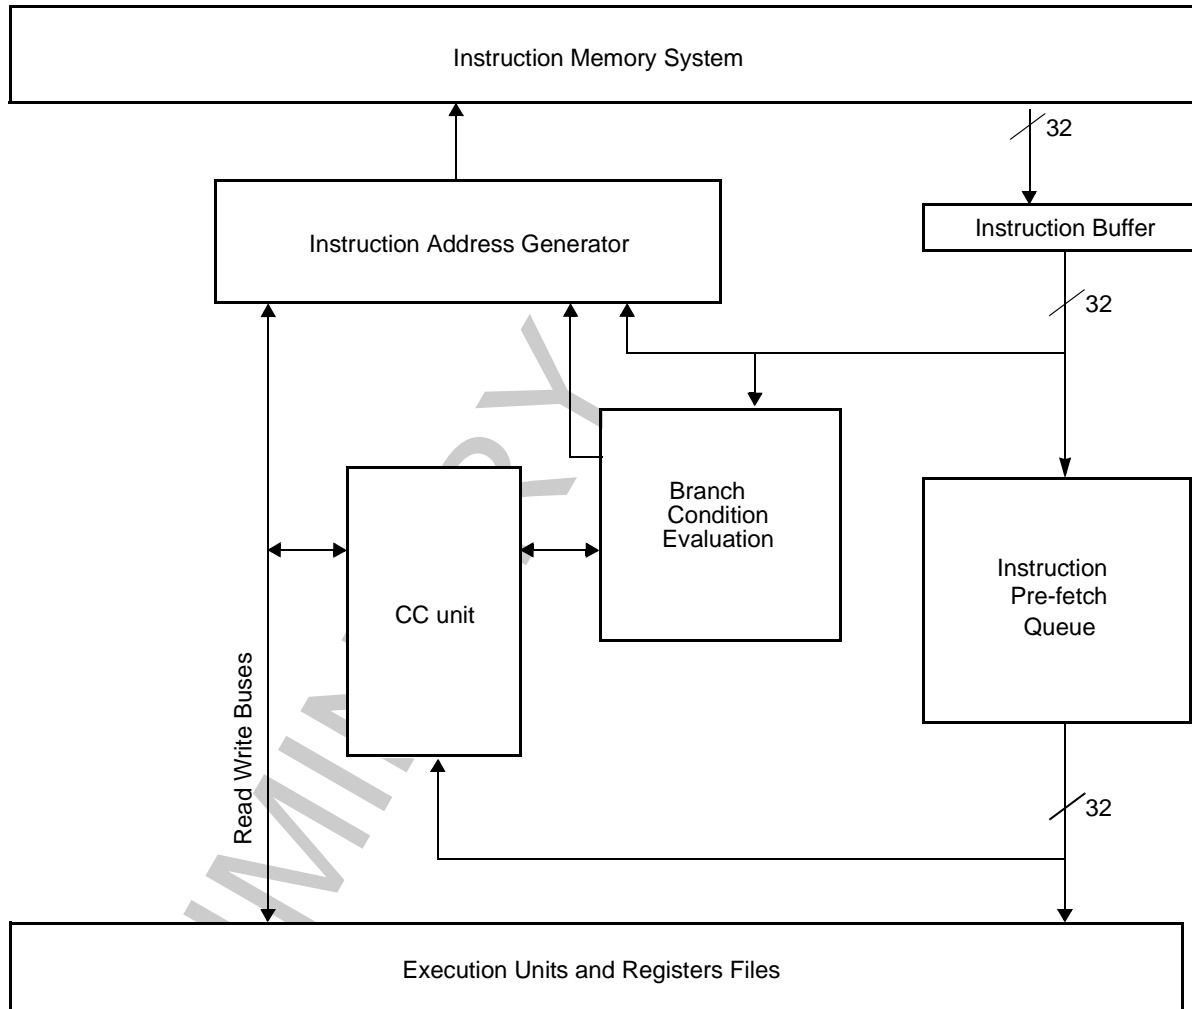 Instruction Memory System
32
Instruction Address Generator
Instruction Buffer
32
Branch
Condition
Evaluation
Instruction
Pre-fetch
Queue
CC unit
Read Write Buses
32
Execution Units and Registers Files